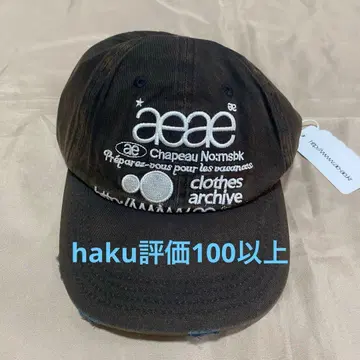 *
æ
aeae
æ Chapeau No:msbk
Préparez-vous pour les vacances
clothes
archive
haku評価100以上